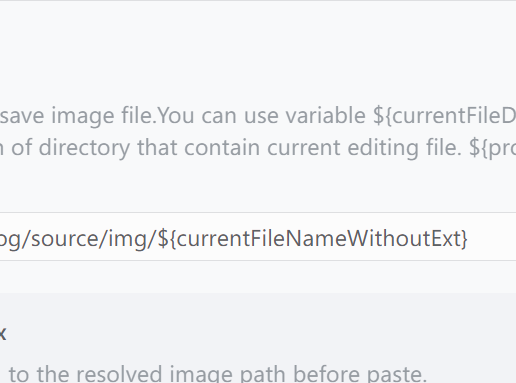 save image file.You can use variable ${currentFileD
of directory that contain current editing file. ${pro
og/source/img/${currentFileNameWithoutExt}
x
to the resolved image path before paste.